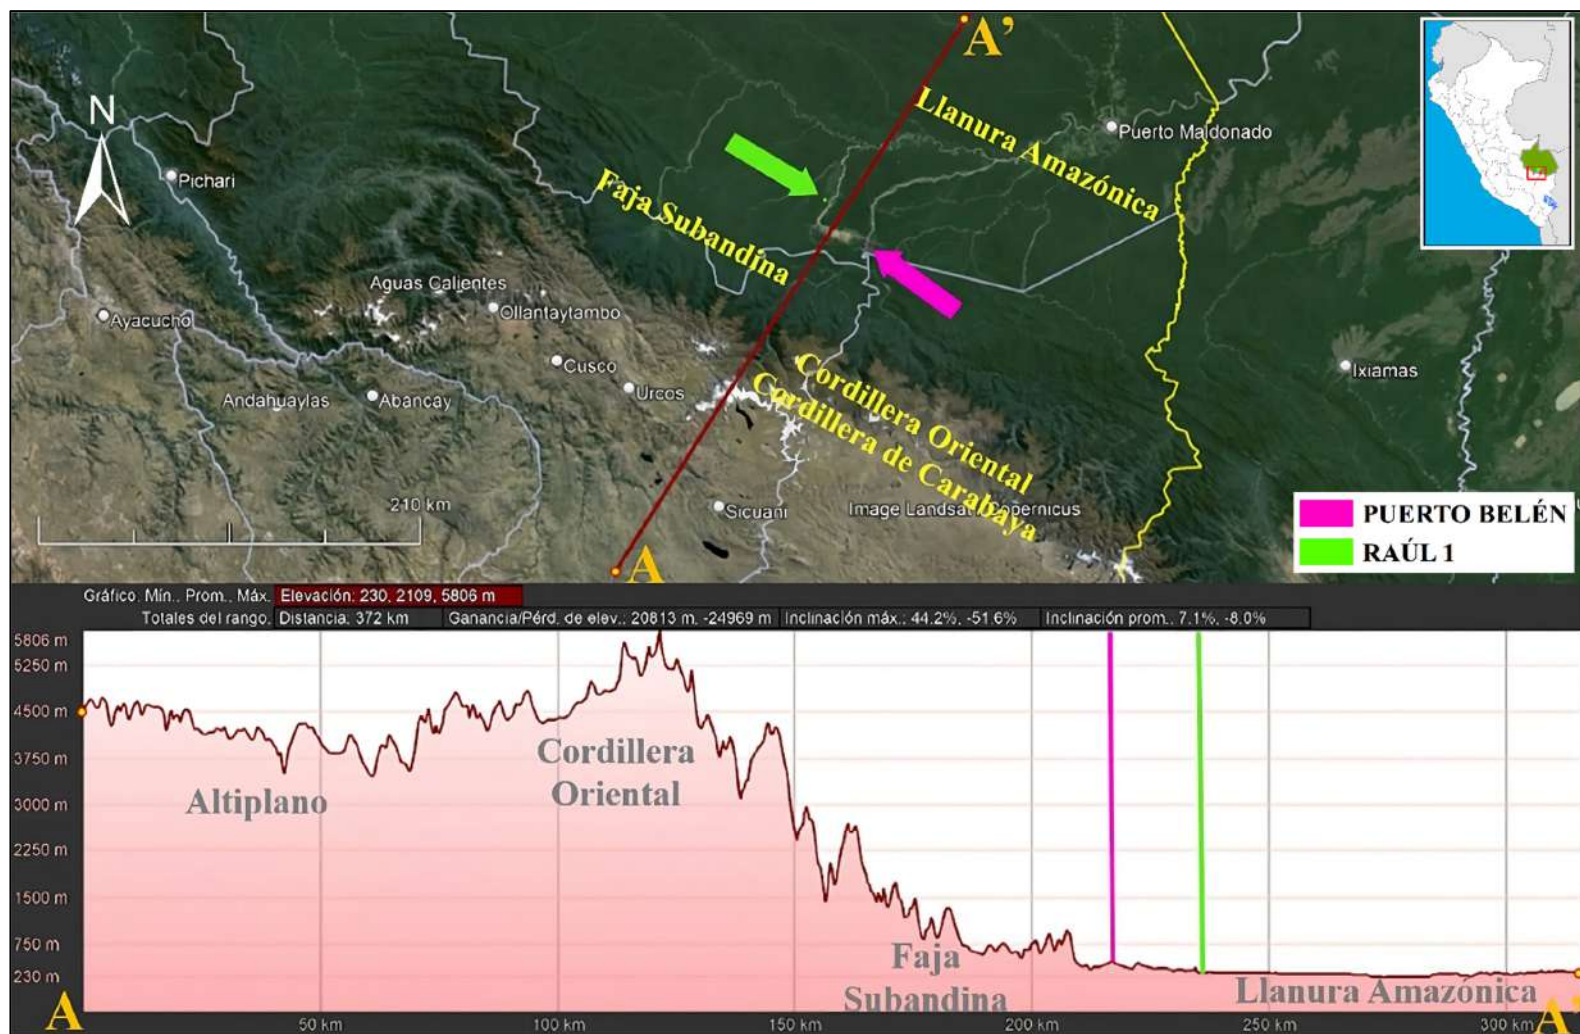 A'
N
Llanura Amazónica
Puerto Maldonado
Pichari
Faja Subandina
Aguas Calientes
Ollantaytambo
Ayacucho
Cusco
Ixiamas
Urcos
Andahuaylas
Abancay
Cordillera Oriental
Cordillera de Carabaya
210 km
Sicuani
Image Landsat / Copernicus
A
PUERTO BELÉN
RAÚL 1
Gráfico: Mín., Prom., Máx. Elevación: 230, 2109, 5806 m
Totales del rango: Distancia: 372 km Ganancia/Pérd. de elev.: 20813 m, -24969 m Inclinación máx.: 44.2%, -51.6% Inclinación prom.: 7.1%, -8.0%
5806 m
5250 m
4500 m
3750 m
3000 m
2250 m
1500 m
750 m
230 m
Altiplano
Cordillera
Oriental
Faja
Subandina
Llanura Amazónica
A
A'
50 km
100 km
150 km
200 km
250 km
300 km